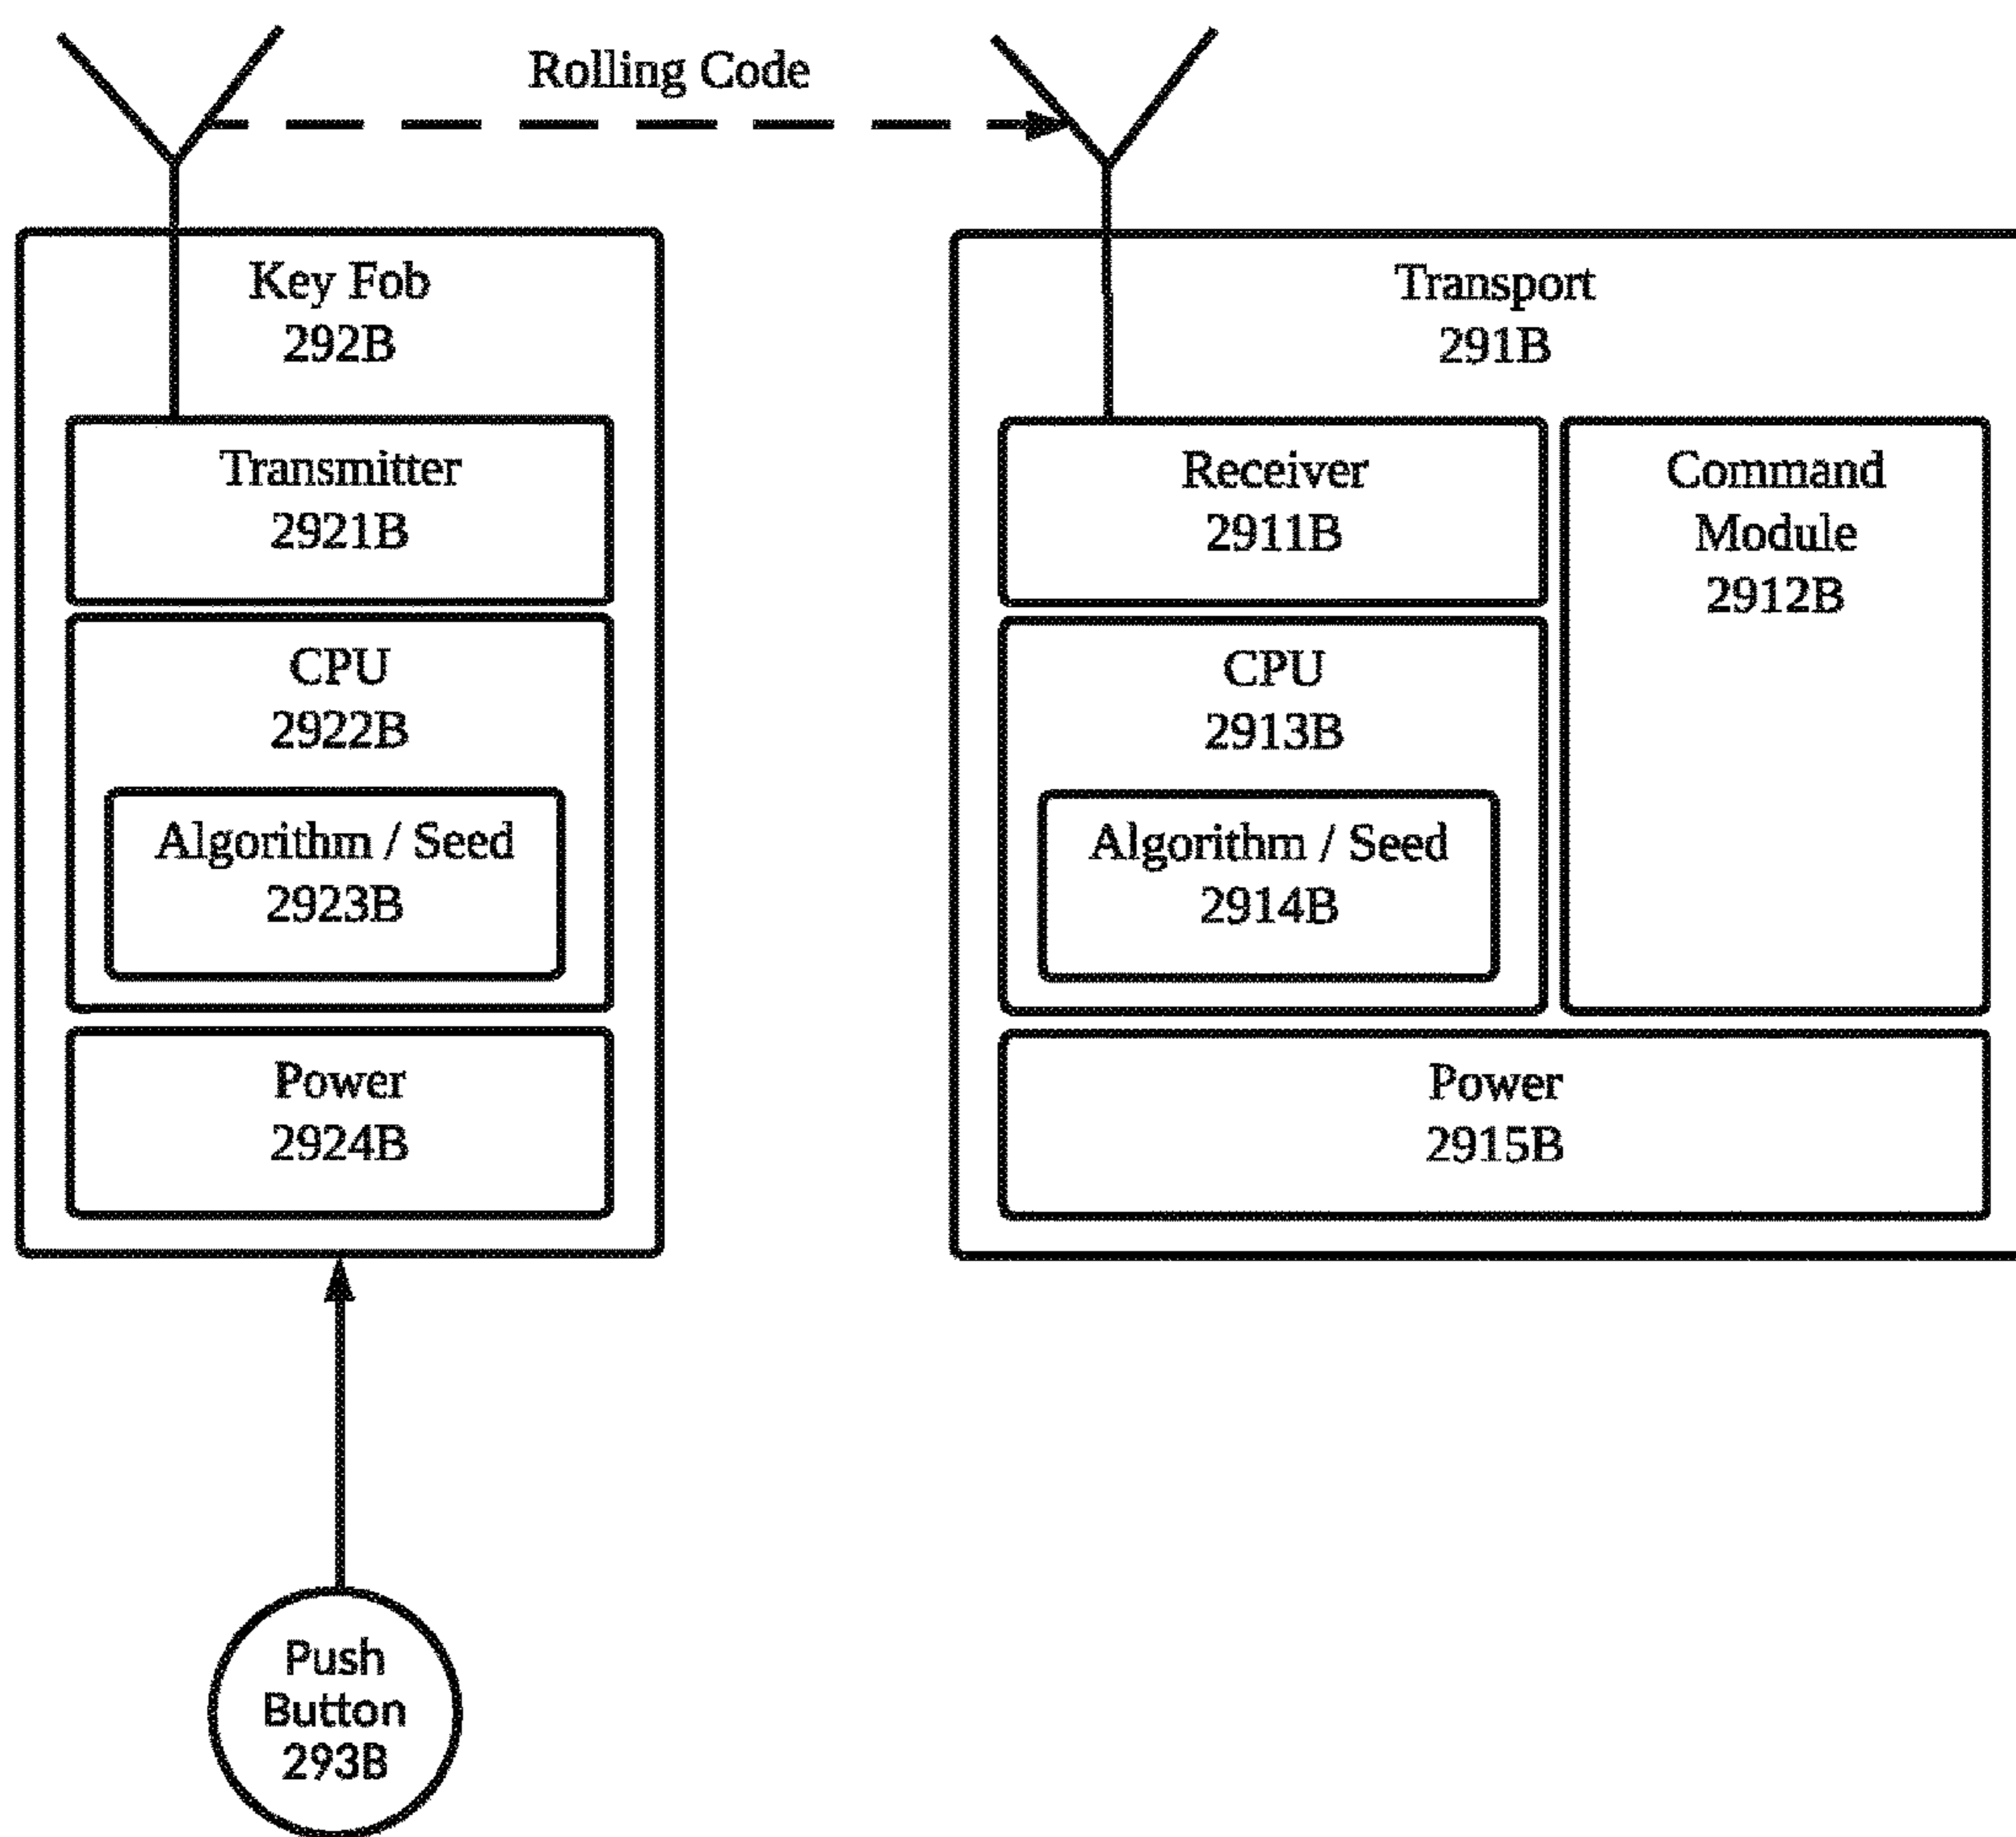 Rolling Code
Key Fob
292B
Transmitter
2921B
CPU
2922B
Algorithm / Seed
2923B
Power
2924B
Push
Button
293B
Transport
291B
Receiver
2911B
Command
Module
2912B
CPU
2913B
Algorithm / Seed
2914B
Power
2915B